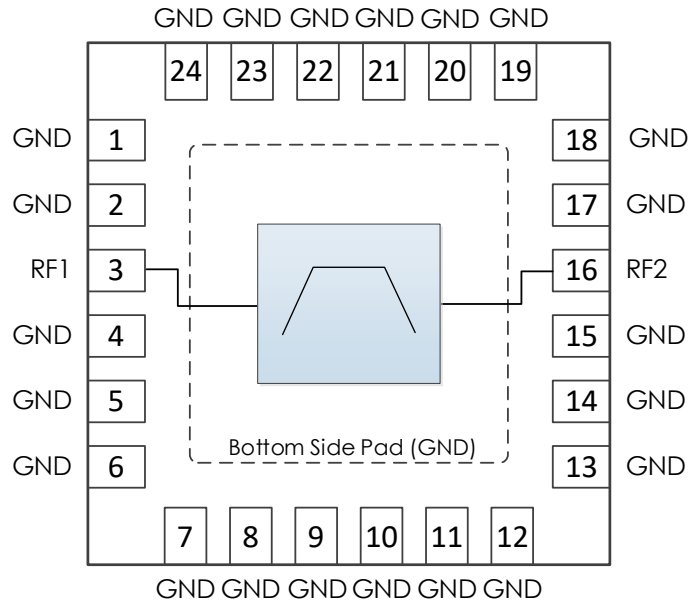 GND GND GND GND GND GND
24 23 22 21 20 19
GND 1 18 GND
GND 2 17 GND
RF1 3 16 RF2
GND 4 15 GND
GND 5 14 GND
Bottom Side Pad (GND)
GND 6 13 GND
7 8 9 10 11 12
GND GND GND GND GND GND